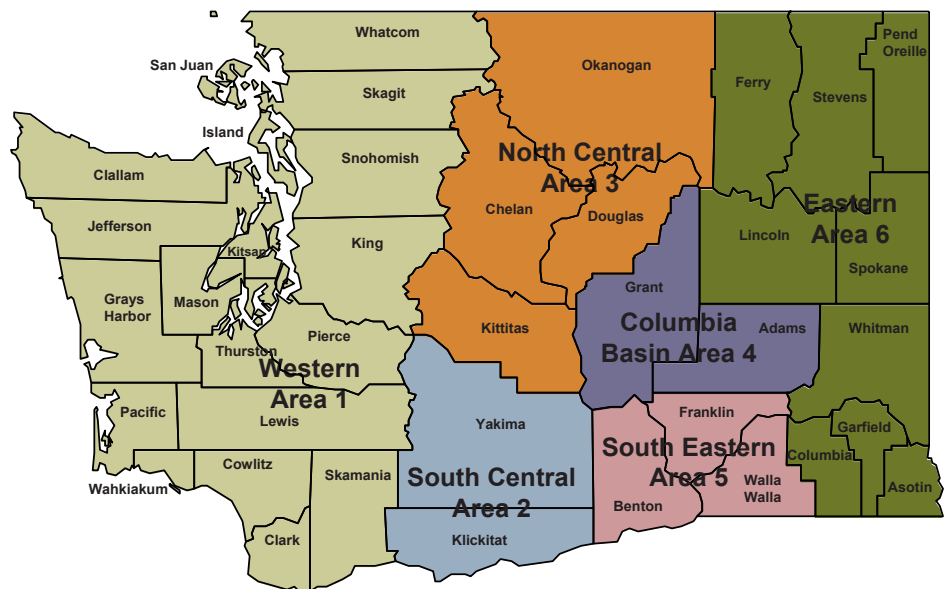 Whatcom
Pend
Oreille
San Juan
Okanogan
Ferry
Skagit
Stevens
Island
Snohomish
North Central
Area 3
Clallam
Chelan
Douglas
Eastern
Area 6
Jefferson
King
Lincoln
Kitsap
Spokane
Grays
Harbor
Mason
Grant
Kittitas
Columbia
Basin Area 4
Adams
Whitman
Pierce
Thurston
Western
Area 1
Pacific
Lewis
Yakima
Franklin
Garfield
South Eastern
Area 5
Columbia
Cowlitz
Skamania
South Central
Area 2
Walla
Walla
Asotin
Wahkiakum
Benton
Clark
Klickitat